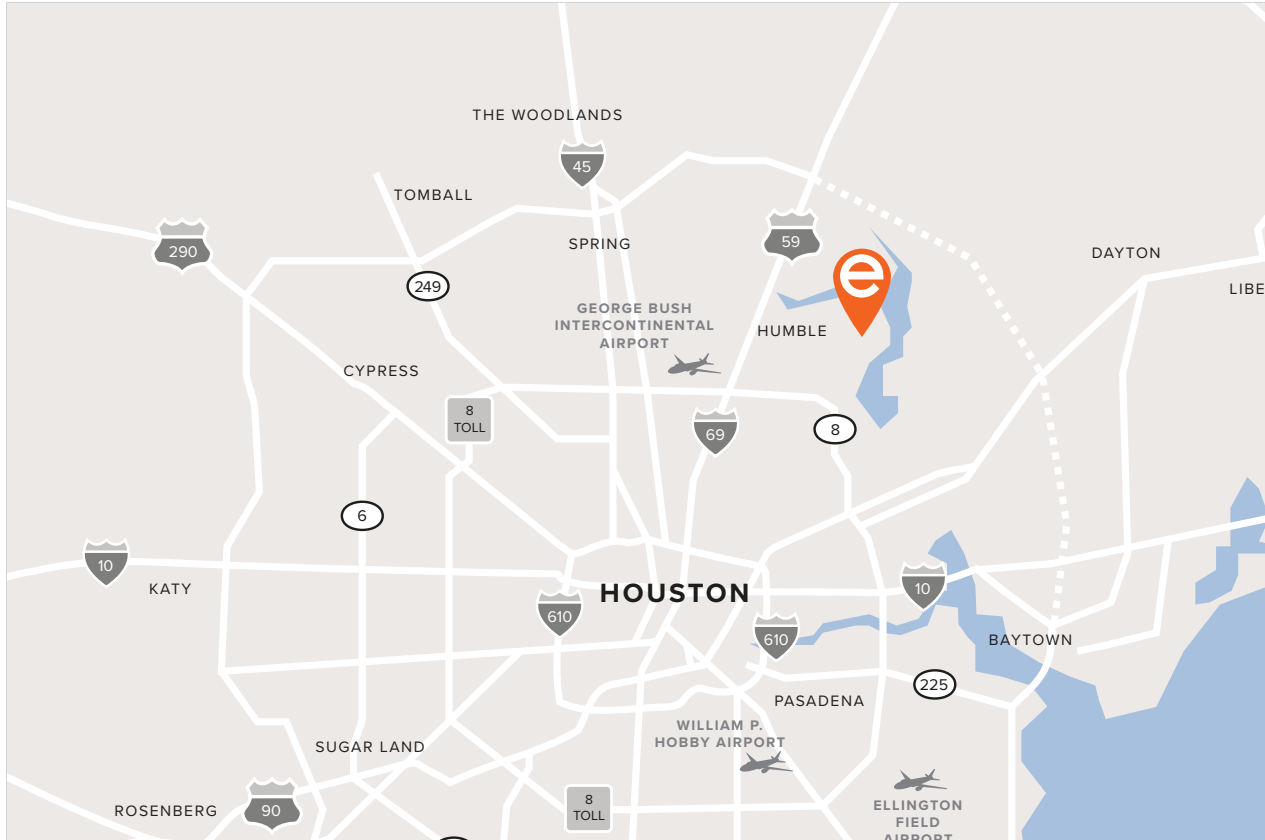 THE WOODLANDS
45
TOMBALL
59
SPRING
290
DAYTON
e
249
LIBE
GEORGE BUSH
INTERCONTINENTAL
AIRPORT
HUMBLE
CYPRESS
8
TOLL
69
8
6
10
KATY
HOUSTON
10
610
610
BAYTOWN
225
PASADENA
WILLIAM P.
HOBBY AIRPORT
SUGAR LAND
ROSENBERG
90
8
TOLL
ELLINGTON
FIELD
AIRPORT